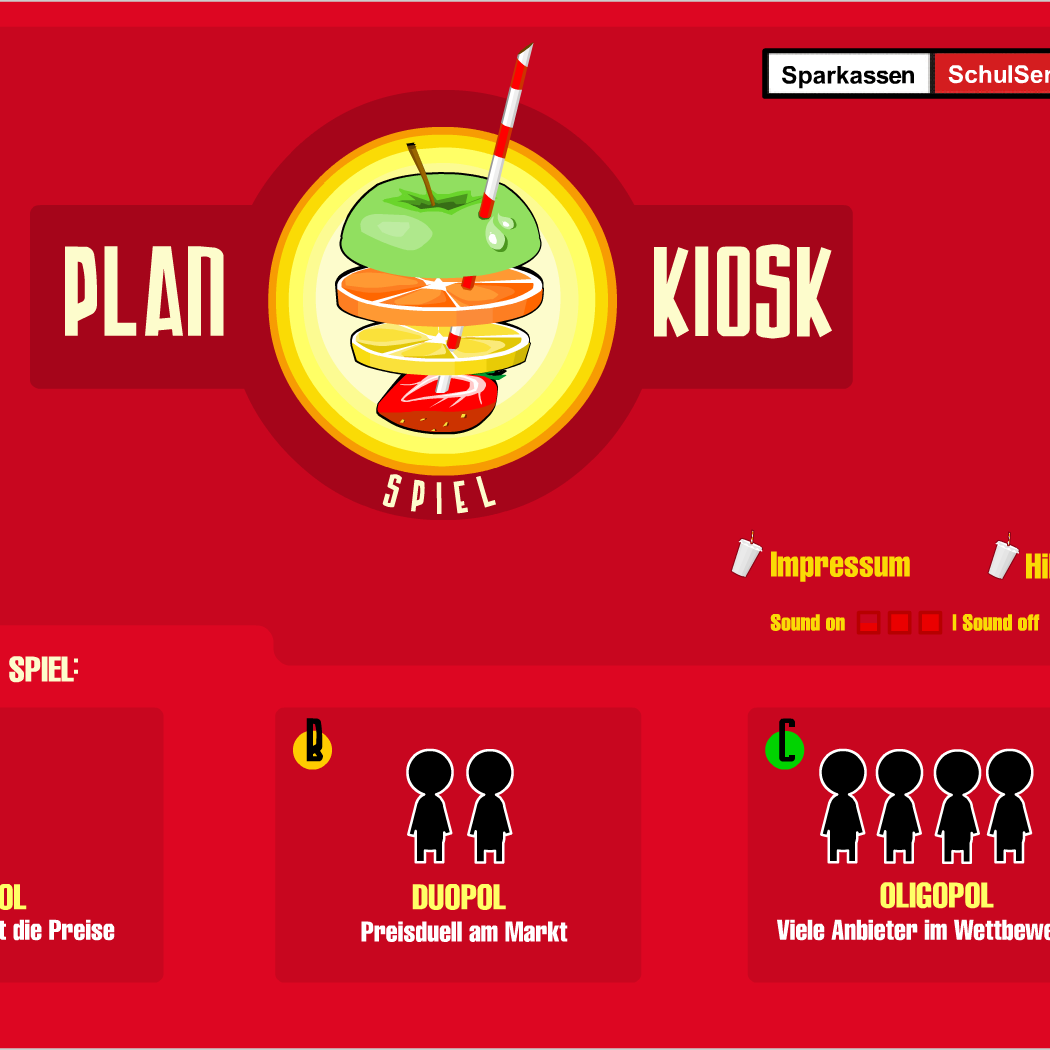 Sparkassen SchulSer
PLAN KIOSK
SPIEL
Impressum Hi
Sound on | Sound off
SPIEL:
B C
OL DUOPOL OLIGOPOL
t die Preise Preisduell am Markt Viele Anbieter im Wettbewe